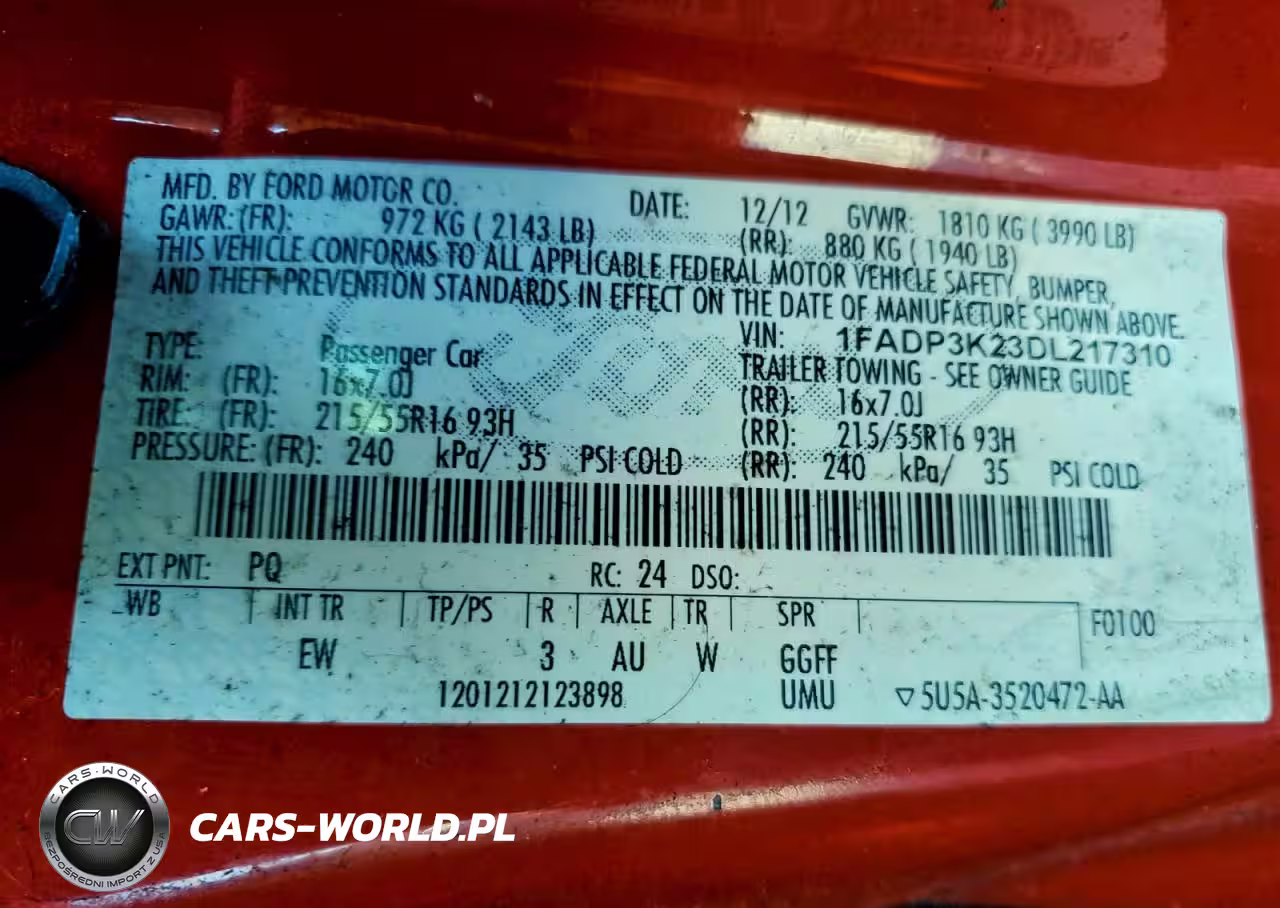 MFD. BY FORD MOTOR CO. DATE: 12/12 GVWR: 1810 KG ( 3990 LB)
GAWR: (FR): 972 KG ( 2143 LB) (RR): 880 KG ( 1940 LB)
THIS VEHICLE CONFORMS TO ALL APPLICABLE FEDERAL MOTOR VEHICLE SAFETY, BUMPER,
AND THEFT PREVENTION STANDARDS IN EFFECT ON THE DATE OF MANUFACTURE SHOWN ABOVE.
VIN: 1FADP3K23DL217310
TYPE: Passenger Car TRAILER TOWING - SEE OWNER GUIDE
RIM: (FR): 16x7.0J (RR): 16x7.0J
TIRE: (FR): 215/55R16 93H (RR): 215/55R16 93H
PRESSURE: (FR): 240 kPa/ 35 PSI COLD (RR): 240 kPa/ 35 PSI COLD
EXT PNT: PQ RC: 24 DSO:
WB INT TR TP/PS R AXLE TR SPR F0100
EW 3 AU W GGFF
1201212123898 UMU ▽5U5A-3520472-AA
CARS-WORLD
CW
BEZPOŚREDNI IMPORT Z USA
CARS-WORLD.PL